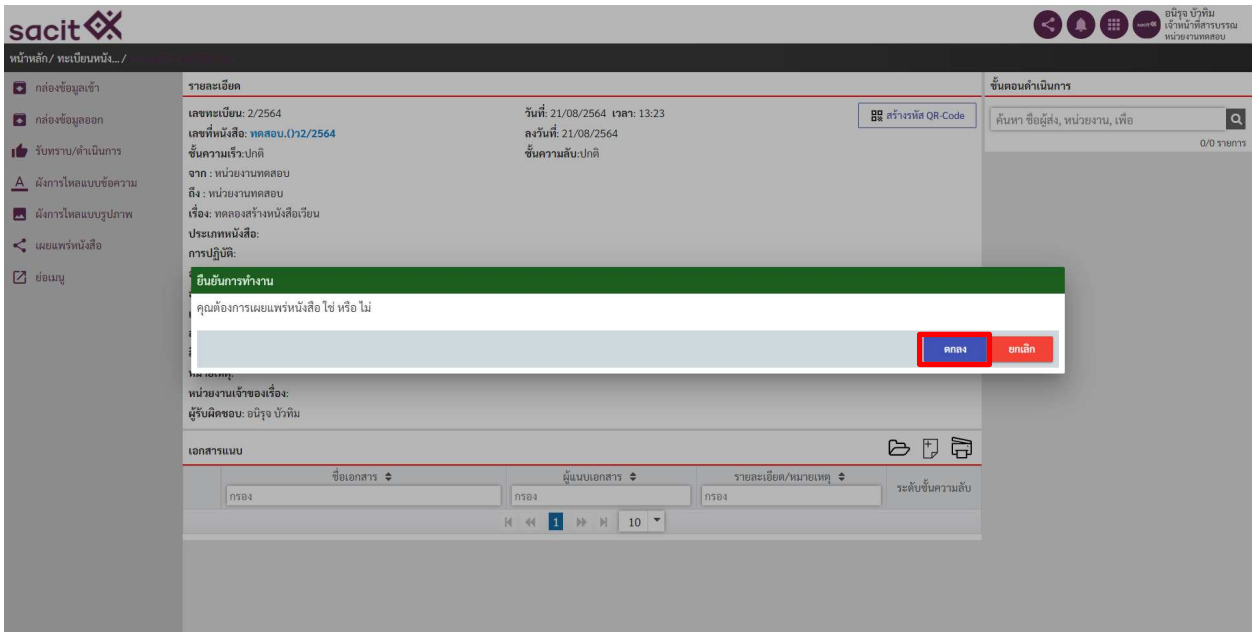 sacit
อนิรุจ บัวทิม
เจ้าหน้าที่สารบรรณ
หน่วยงานทดสอบ
หน้าหลัก/ ทะเบียนหนัง.../
กล่องข้อมูลเข้า
กล่องข้อมูลออก
รับทราบ/ดำเนินการ
ผังการไหลแบบข้อความ
ผังการไหลแบบรูปภาพ
เผยแพร่หนังสือ
ย่อเมนู
รายละเอียด
เลขทะเบียน: 2/2564
วันที่: 21/08/2564 เวลา: 13:23
สร้างรหัส QR-Code
เลขที่หนังสือ: ทดสอบ.()ว2/2564
ลงวันที่: 21/08/2564
ชั้นความเร็ว:ปกติ
ชั้นความลับ:ปกติ
จาก : หน่วยงานทดสอบ
ถึง : หน่วยงานทดสอบ
เรื่อง: ทดลองสร้างหนังสือเวียน
ประเภทหนังสือ:
การปฏิบัติ:
ยืนยันการทำงาน
คุณต้องการเผยแพร่หนังสือ ใช่ หรือ ไม่
ตกลง
ยกเลิก
หมายเหตุ:
หน่วยงานเจ้าของเรื่อง:
ผู้รับผิดชอบ: อนิรุจ บัวทิม
เอกสารแนบ
ชื่อเอกสาร
ผู้แนบเอกสาร
รายละเอียด/หมายเหตุ
ระดับชั้นความลับ
กรอง
กรอง
กรอง
1
10
ขั้นตอนดำเนินการ
ค้นหา ชื่อผู้ส่ง, หน่วยงาน, เพื่อ
0/0 รายการ